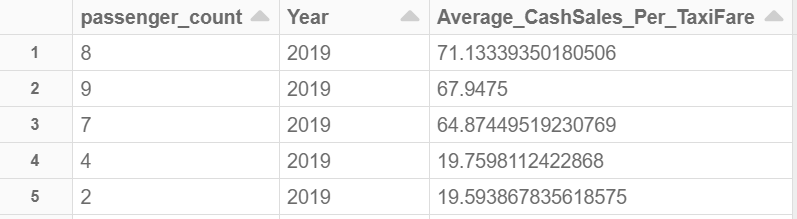 passenger_count Year Average_CashSales_Per_TaxiFare
1 8 2019 71.13339350180506
2 9 2019 67.9475
3 7 2019 64.87449519230769
4 4 2019 19.7598112422868
5 2 2019 19.593867835618575